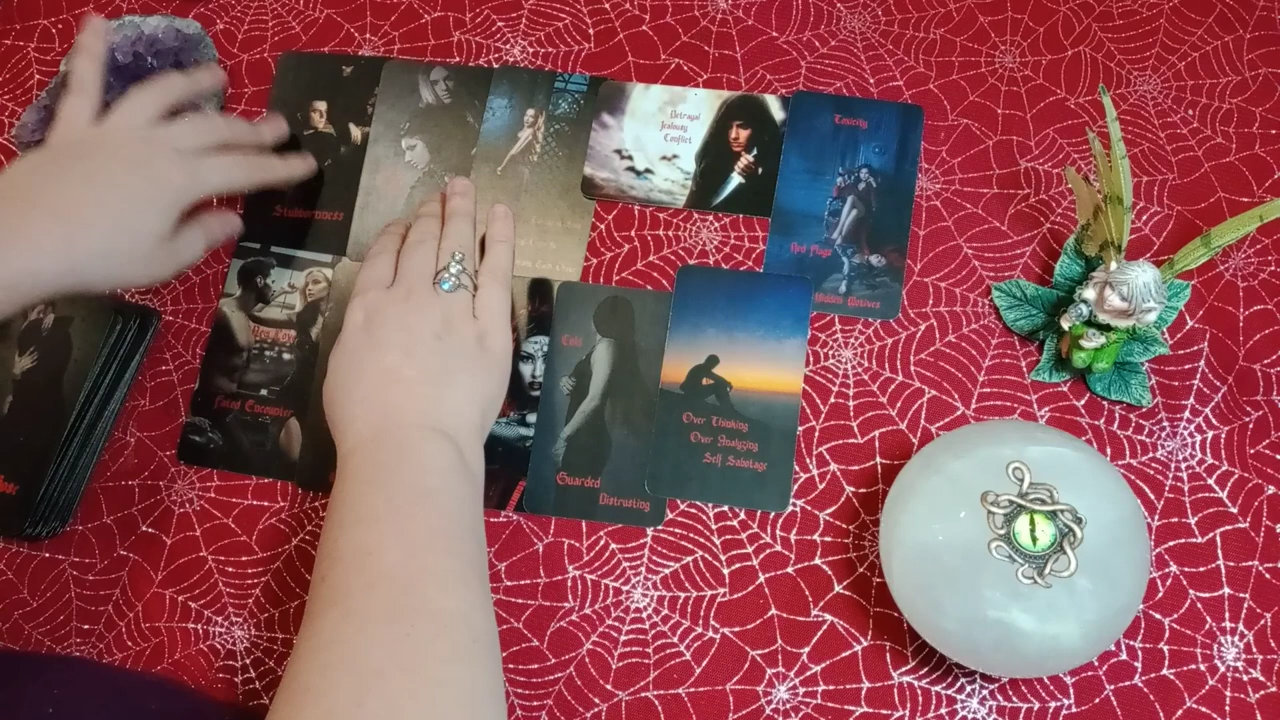 Stubbornness
Betrayal
Jealousy
Conflict
Toxicity
Red Flags
Hidden Motives
Fated Encounter
Cold
Guarded
Distrusting
Over Thinking
Over Analyzing
Self Sabotage